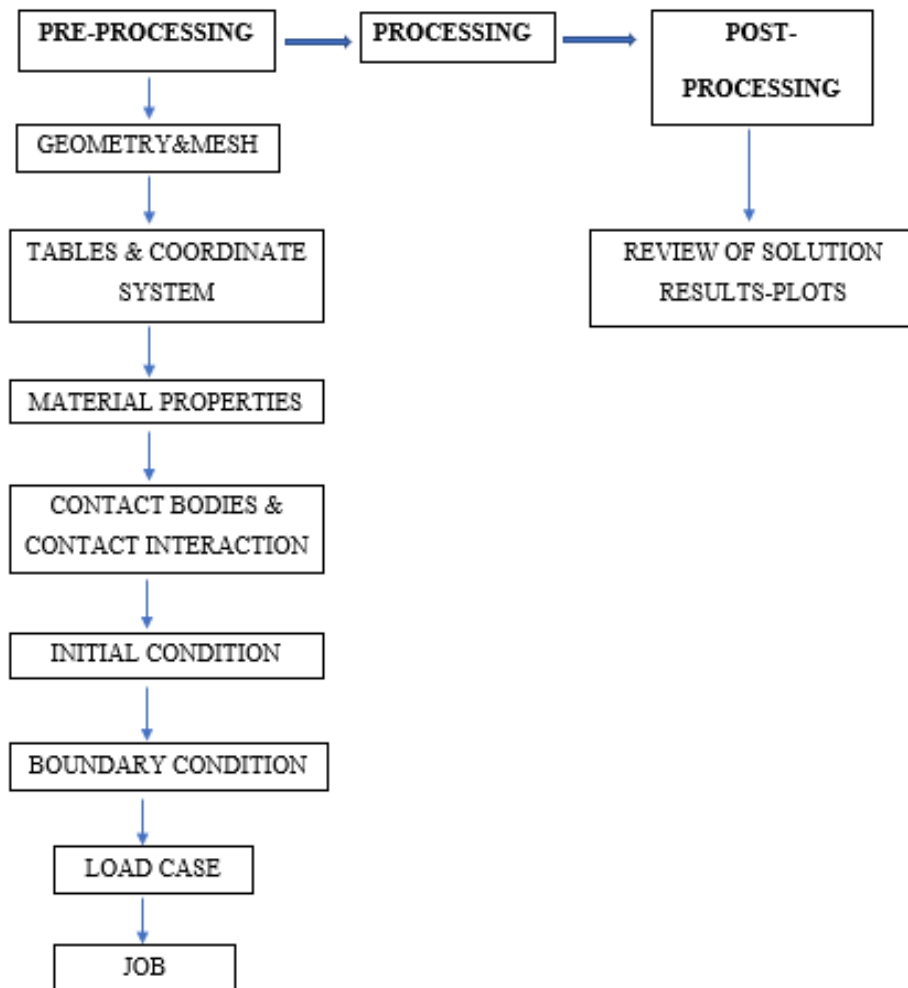 PRE-PROCESSING
PROCESSING
POST-
PROCESSING
GEOMETRY&MESH
TABLES & COORDINATE
SYSTEM
REVIEW OF SOLUTION
RESULTS-PLOTS
MATERIAL PROPERTIES
CONTACT BODIES &
CONTACT INTERACTION
INITIAL CONDITION
BOUNDARY CONDITION
LOAD CASE
JOB